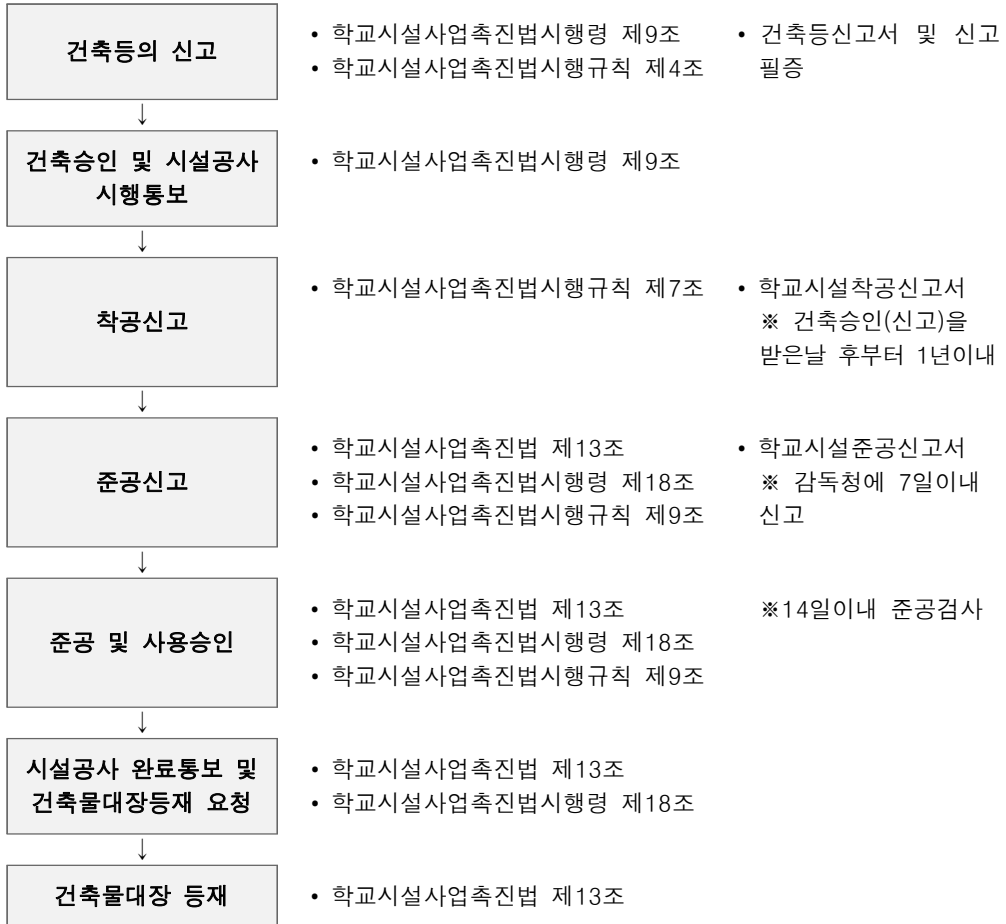 건축등의 신고
• 학교시설사업촉진법시행령 제9조
• 학교시설사업촉진법시행규칙 제4조
• 건축등신고서 및 신고
필증
↓
건축승인 및 시설공사
시행통보
• 학교시설사업촉진법시행령 제9조
↓
착공신고
• 학교시설사업촉진법시행규칙 제7조
• 학교시설착공신고서
※ 건축승인(신고)을
받은날 후부터 1년이내
↓
준공신고
• 학교시설사업촉진법 제13조
• 학교시설사업촉진법시행령 제18조
• 학교시설사업촉진법시행규칙 제9조
• 학교시설준공신고서
※ 감독청에 7일이내
신고
↓
준공 및 사용승인
• 학교시설사업촉진법 제13조
• 학교시설사업촉진법시행령 제18조
• 학교시설사업촉진법시행규칙 제9조
※14일이내 준공검사
↓
시설공사 완료통보 및
건축물대장등재 요청
• 학교시설사업촉진법 제13조
• 학교시설사업촉진법시행령 제18조
↓
건축물대장 등재
• 학교시설사업촉진법 제13조